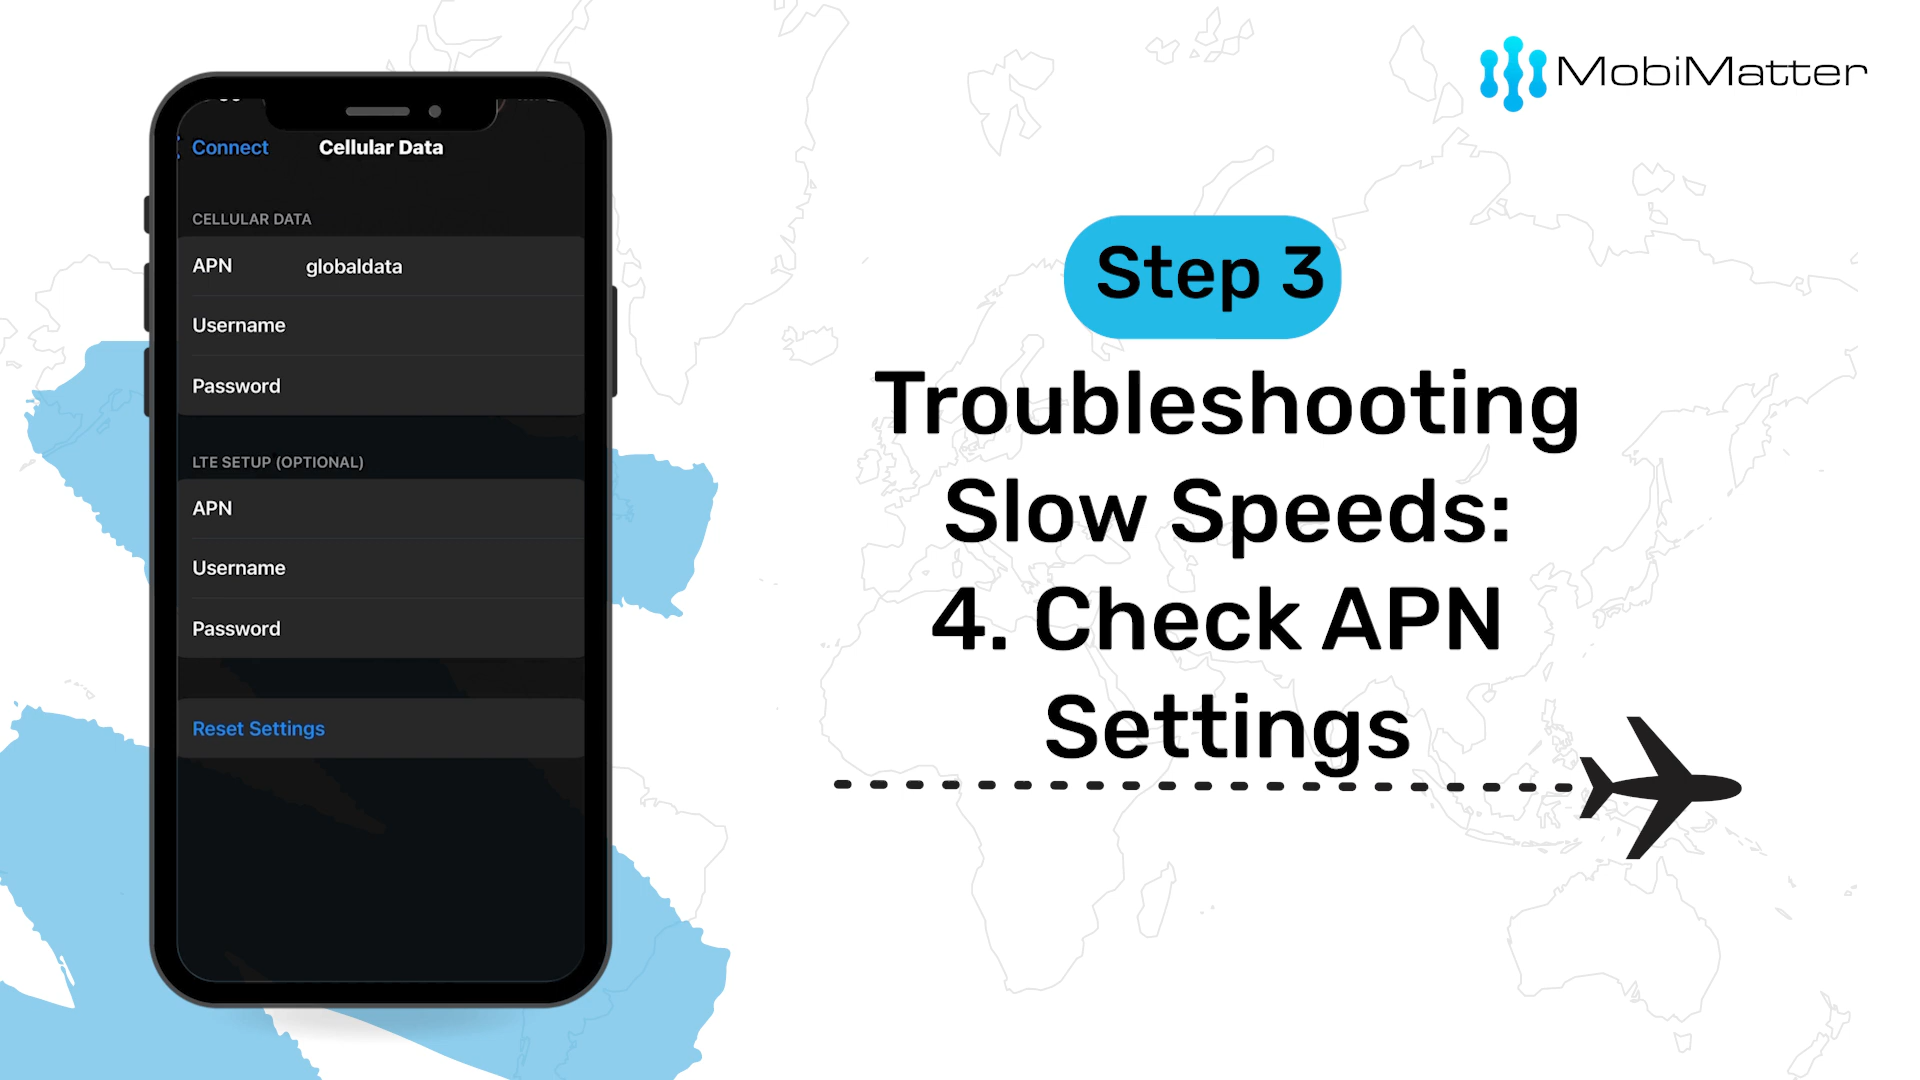 MobiMatter
Connect
Cellular Data
CELLULAR DATA
APN globaldata
Username
Password
LTE SETUP (OPTIONAL)
APN
Username
Password
Reset Settings
Step 3
Troubleshooting
Slow Speeds:
4. Check APN
Settings